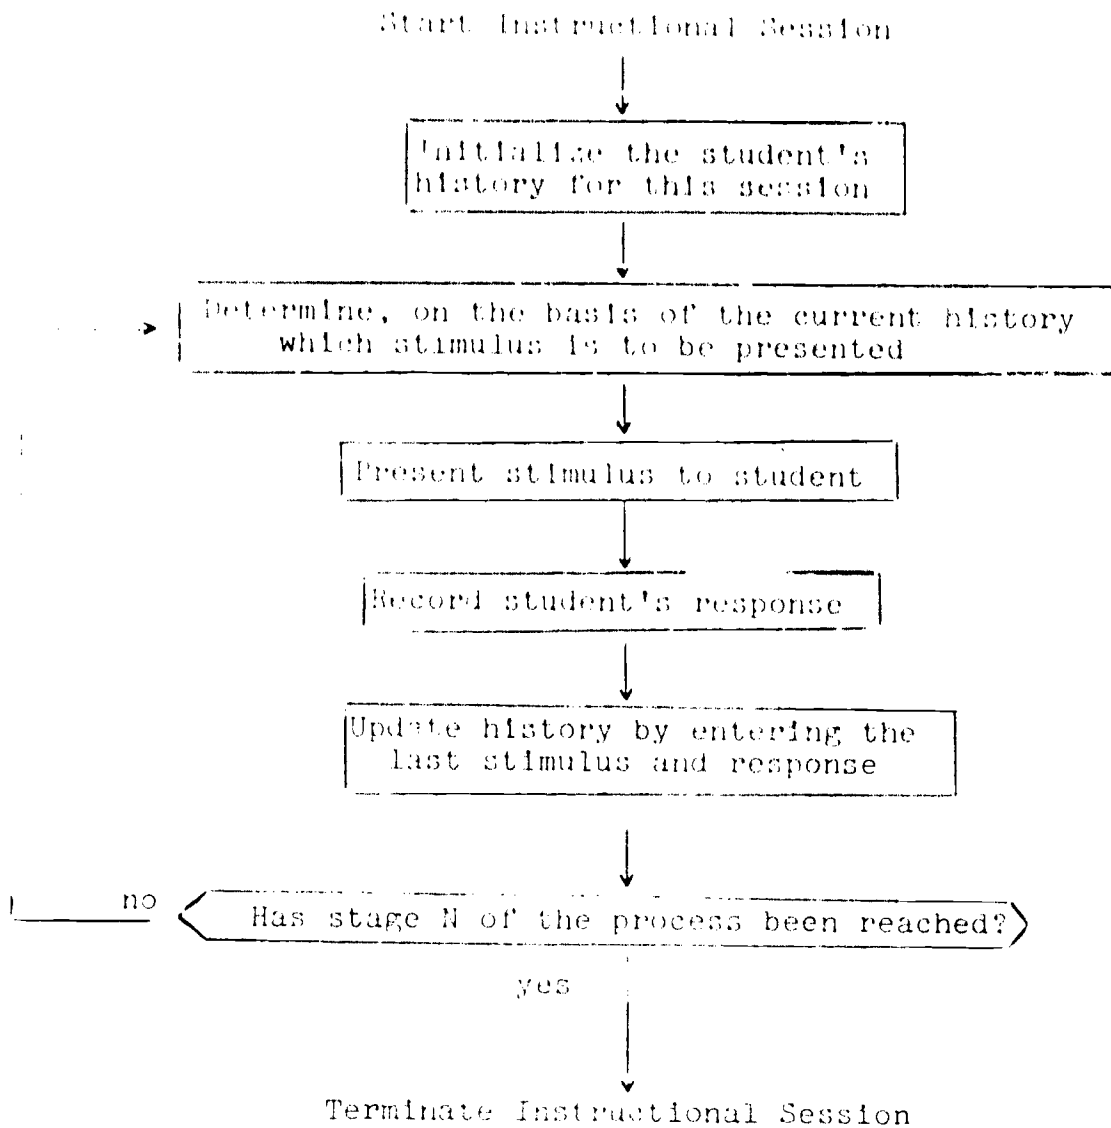 Start Instructional Session
Initialize the student's
history for this session
Determine, on the basis of the current history
which stimulus is to be presented
Present stimulus to student
Record student's response
Update history by entering the
last stimulus and response
no
Has stage N of the process been reached?
yes
Terminate Instructional Session